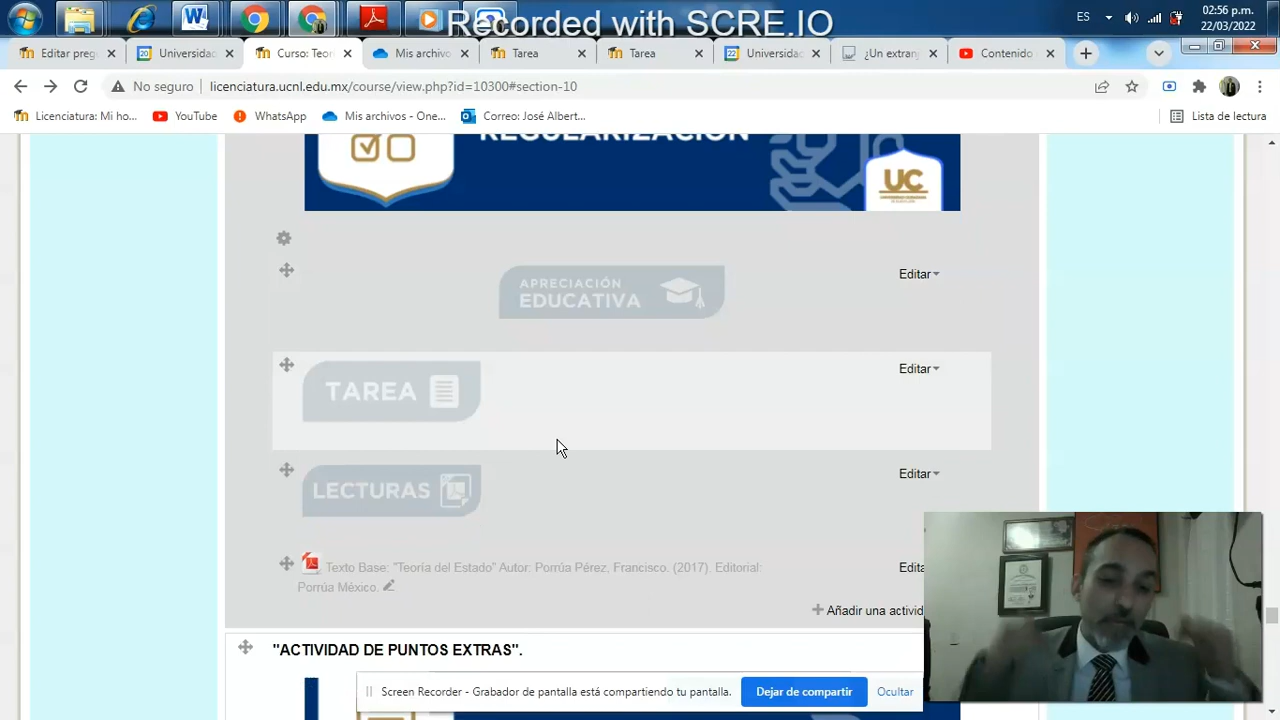 Recorded with SCRE.IO
ES
02:56 p.m.
22/03/2022
Editar preg
Universidad
Curso: Teor
Mis archivo
Tarea
Tarea
Universidad
¿Un extran
Contenido
No seguro
licenciatura.ucnl.edu.mx/course/view.php?id=10300#section-10
Licenciatura: Mi ho...
YouTube
WhatsApp
Mis archivos - One...
Correo: José Albert...
Lista de lectura
REGULARIZACIÓN
UC
Editar
APRECIACIÓN
EDUCATIVA
Editar
TAREA
Editar
LECTURAS
Texto Base: "Teoría del Estado" Autor: Porrúa Pérez, Francisco. (2017). Editorial:
Porrúa México.
Edita
Añadir una activid
"ACTIVIDAD DE PUNTOS EXTRAS".
Screen Recorder - Grabador de pantalla está compartiendo tu pantalla.
Dejar de compartir
Ocultar